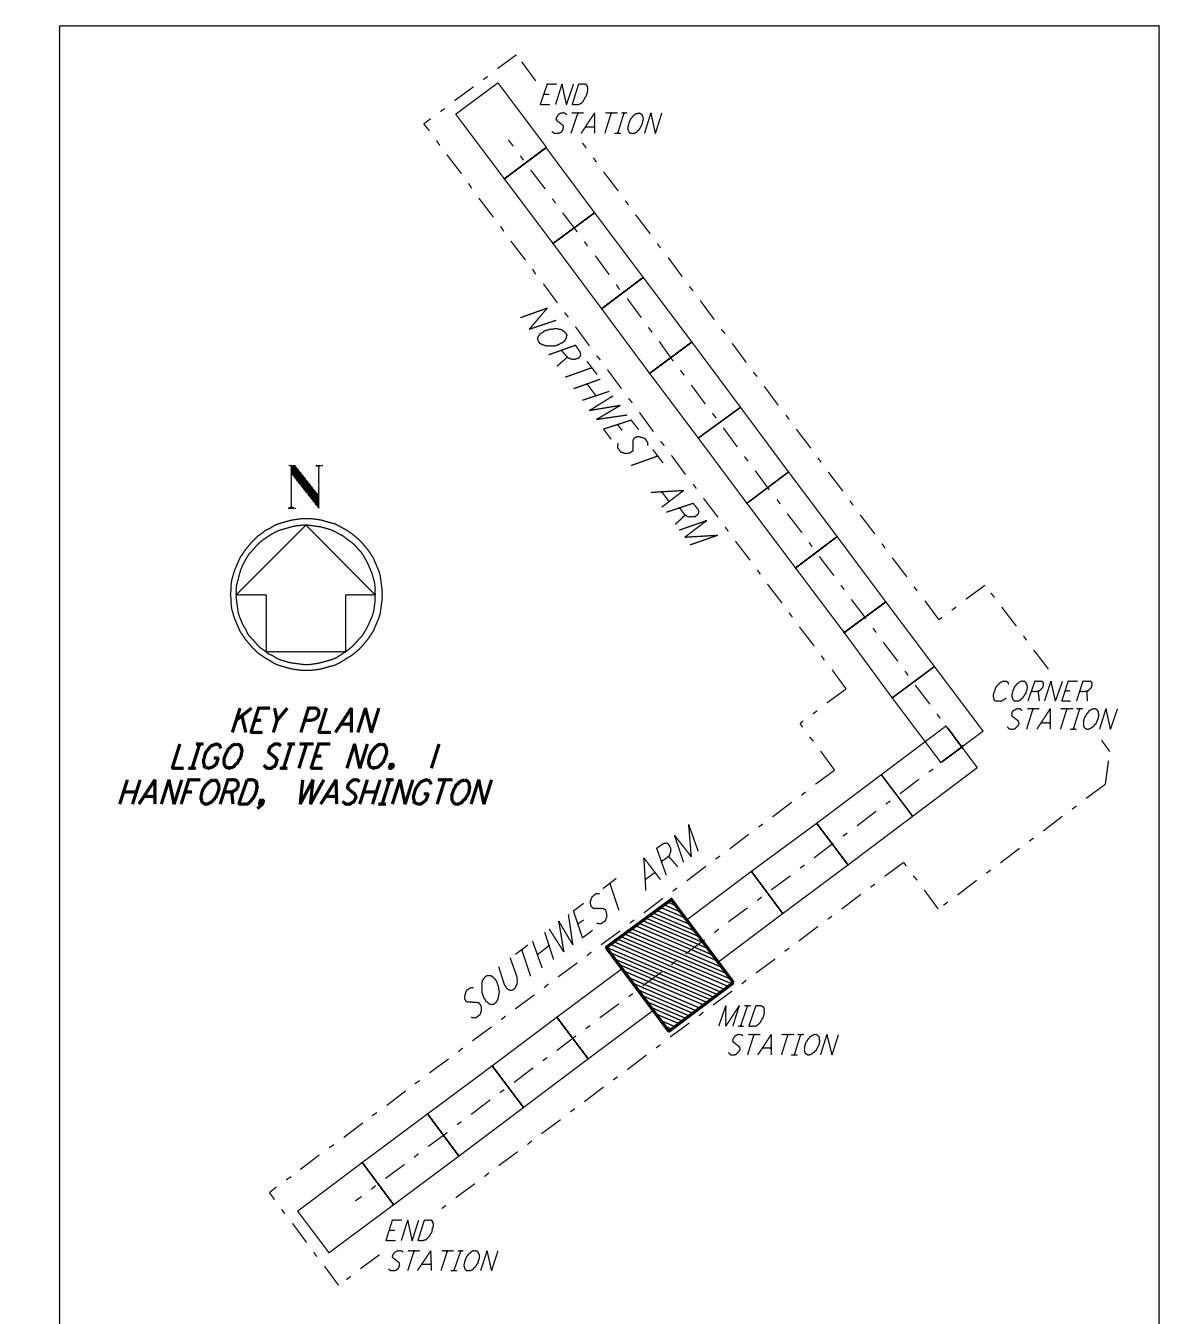 END
STATION
NORTHWEST ARM
N
CORNER
STATION
KEY PLAN
LIGO SITE NO. 1
HANFORD, WASHINGTON
SOUTHWEST ARM
MID
STATION
END
STATION